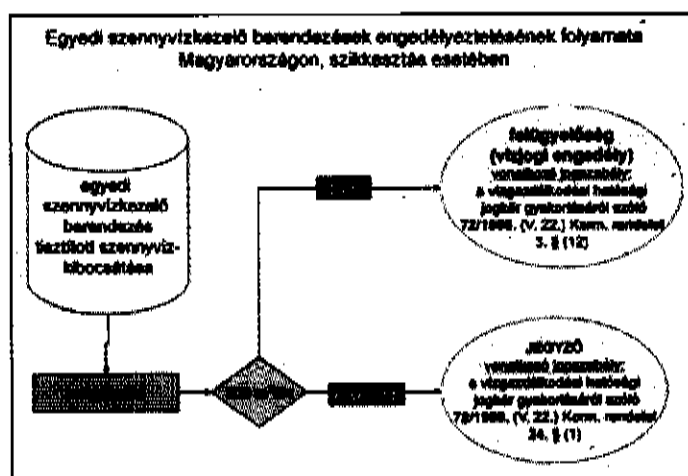 Egyedi szennyvízkezelő berendezések engedélyeztetésének folyamata
Magyarországon, szikkasztás esetében
egyedi
szennyvízkezelő
berendezés
tisztított szennyvíz-
kibocsátása
felügyelőség
(vízjogi engedély)
vonatkozó jogszabály:
a vízgazdálkodási hatósági
jogkör gyakorlásáról szóló
72/1996. (V. 22.) Korm. rendelet
3. § (12)
JEGYZŐ
vonatkozó jogszabály:
a vízgazdálkodási hatósági
jogkör gyakorlásáról szóló
72/1996. (V. 22.) Korm. rendelet
24. § (1)